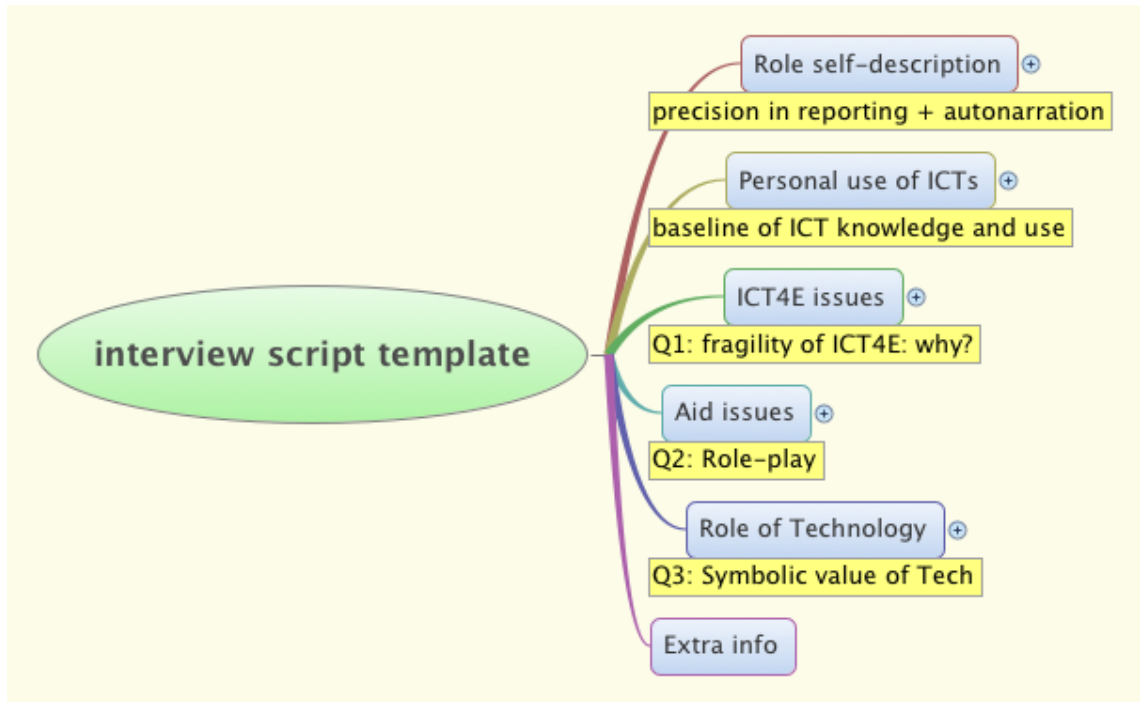 Role self-description
precision in reporting + autonarration
Personal use of ICTs
baseline of ICT knowledge and use
ICT4E issues
Q1: fragility of ICT4E: why?
interview script template
Aid issues
Q2: Role-play
Role of Technology
Q3: Symbolic value of Tech
Extra info